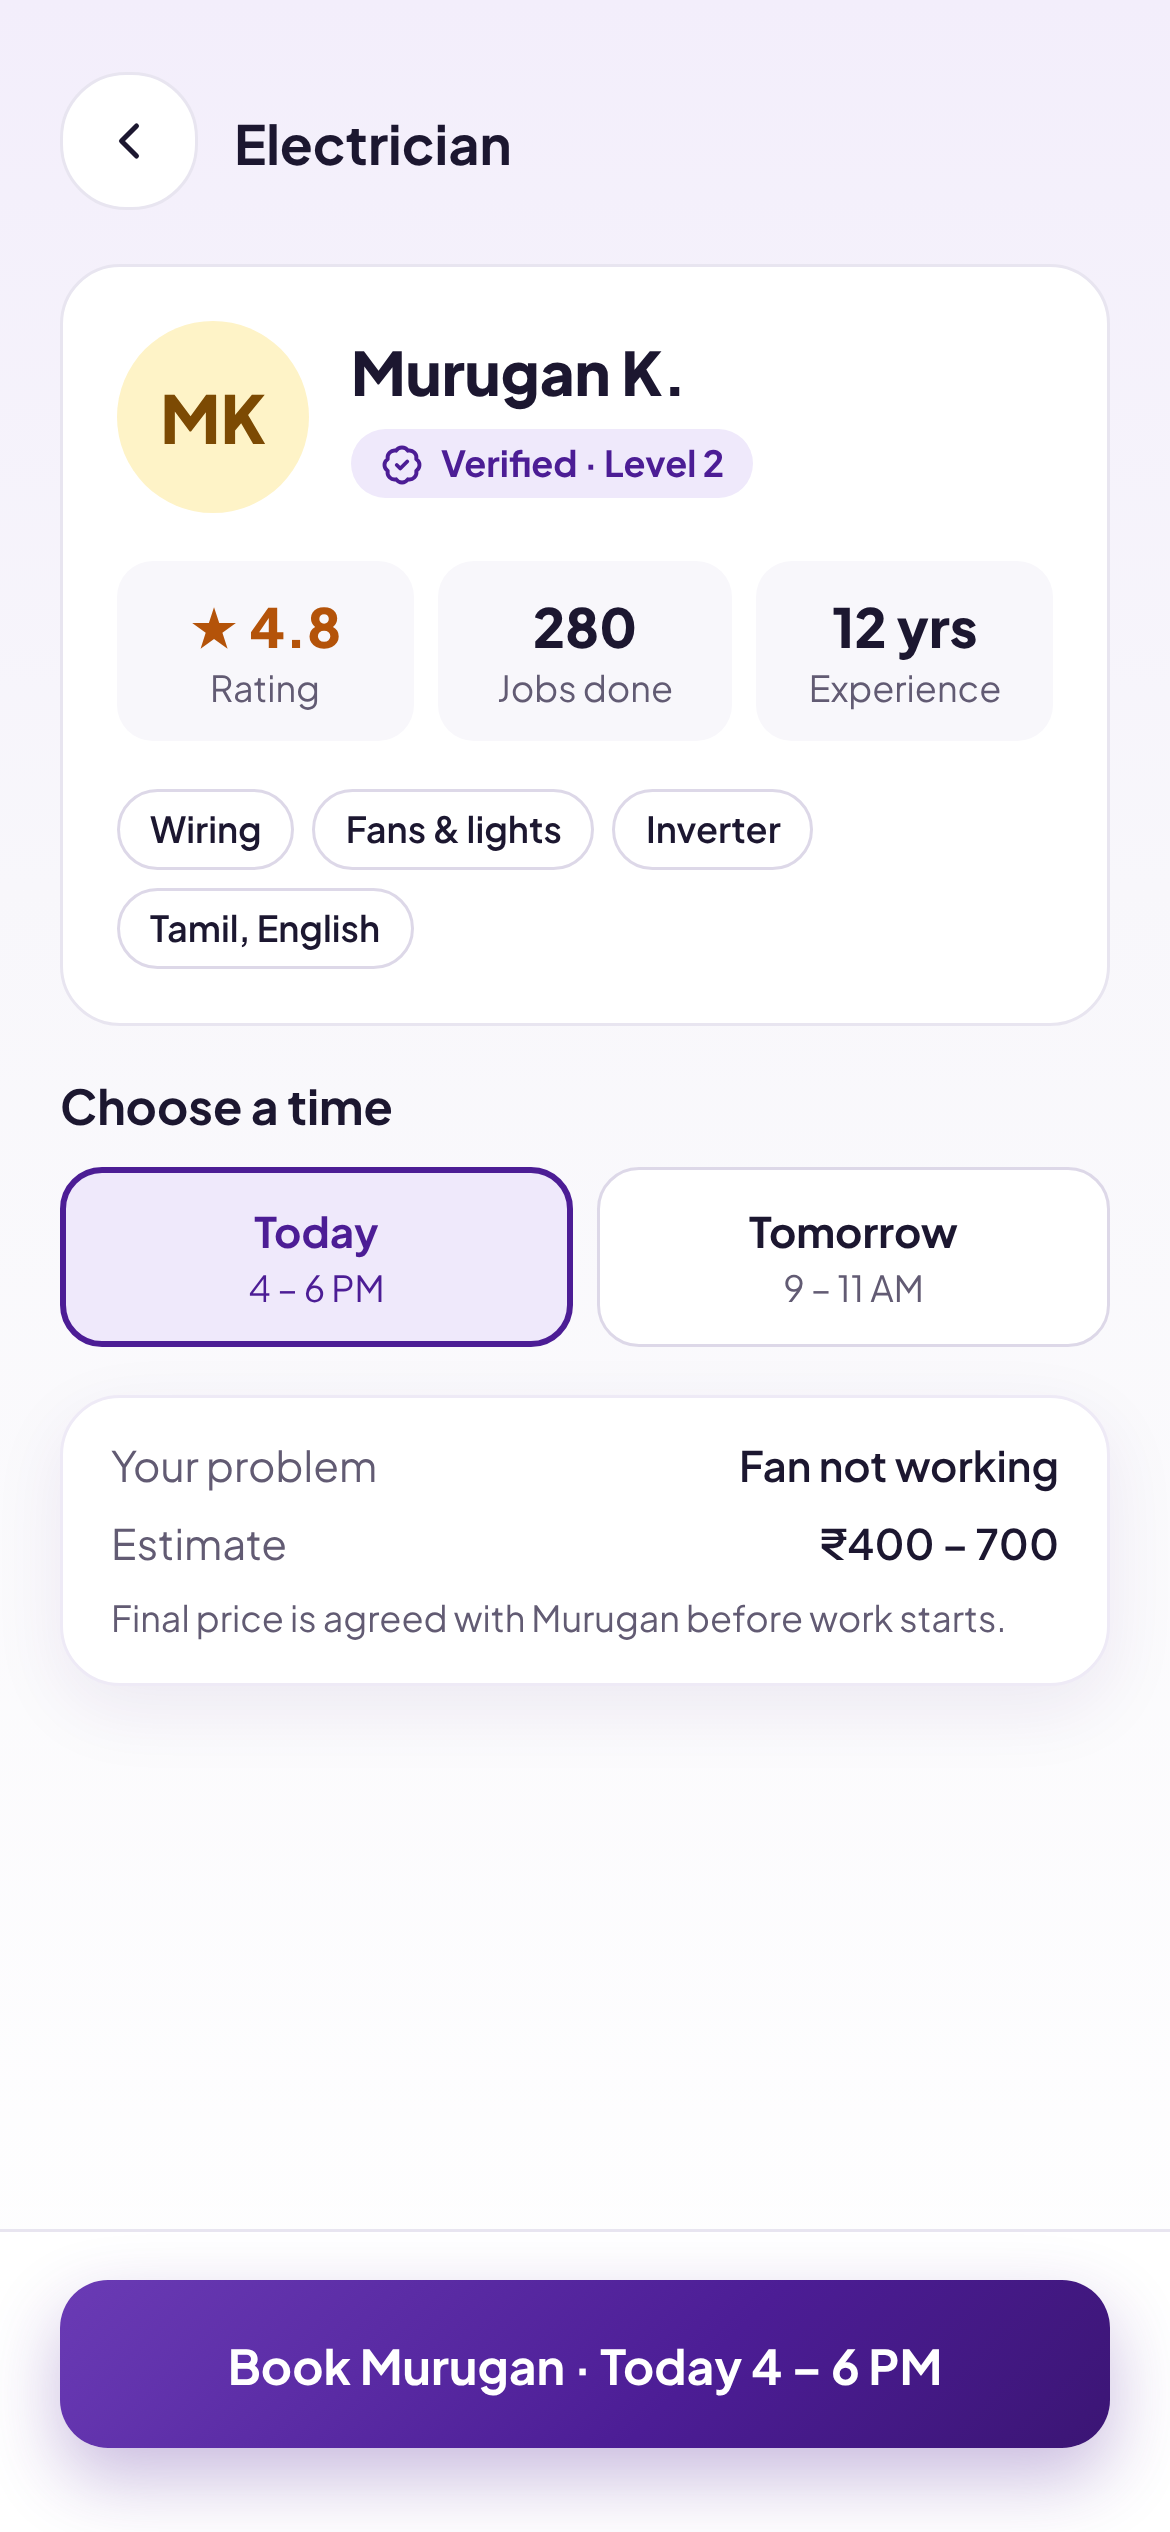 Electrician
MK
Murugan K.
Verified · Level 2
★ 4.8
Rating
280
Jobs done
12 yrs
Experience
Wiring
Fans & lights
Inverter
Tamil, English
Choose a time
Today
4 – 6 PM
Tomorrow
9 – 11 AM
Your problem
Fan not working
Estimate
₹400 – 700
Final price is agreed with Murugan before work starts.
Book Murugan · Today 4 – 6 PM